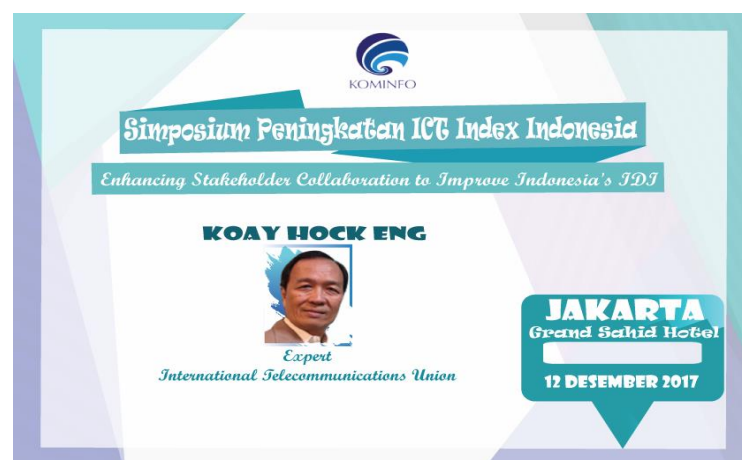 KOMINFO
Simposium Peningkatan ICT Index Indonesia
Enhancing Stakeholder Collaboration to Improve Indonesia's IDI
KOAY HOCK ENG
Expert
International Telecommunications Union
JAKARTA
Grand Sahid Hotel
12 DESEMBER 2017